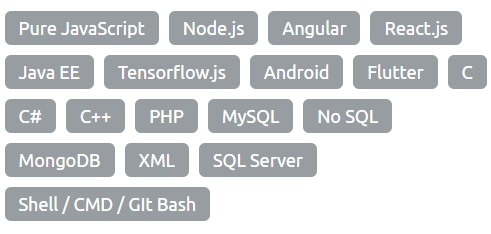 Pure JavaScript Node.js Angular React.js
Java EE Tensorflow.js Android Flutter C
C# C++ PHP MySQL No SQL
MongoDB XML SQL Server
Shell / CMD / GIt Bash